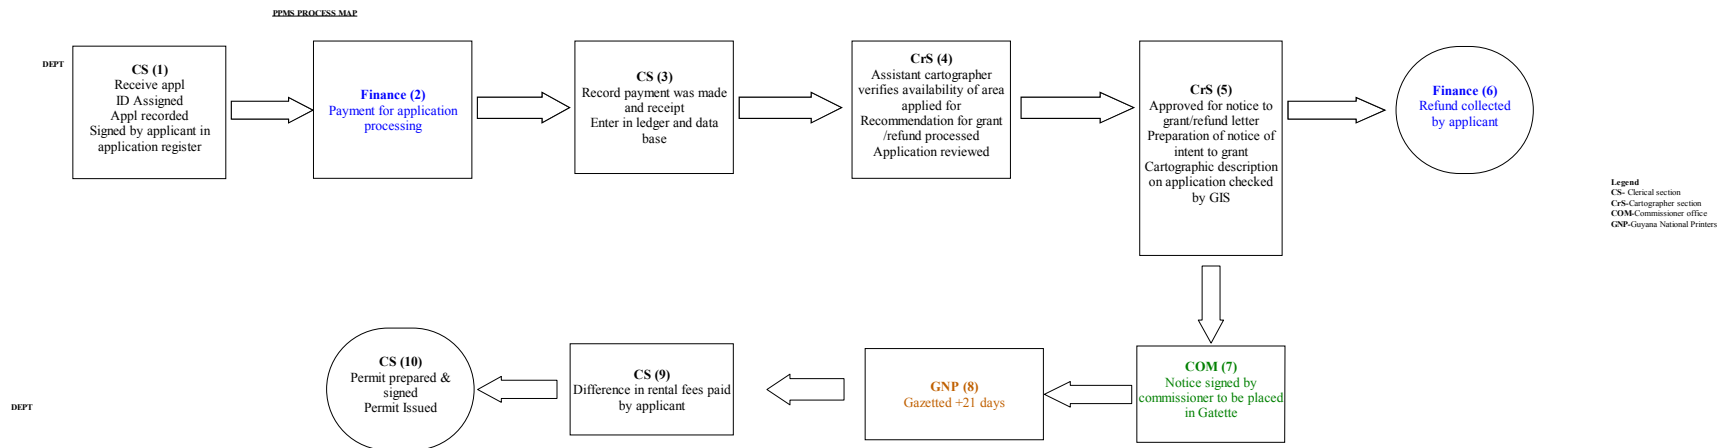 PPMS PROCESS MAP
DEPT
CS (1)
Receive appl
ID Assigned
Appl recorded
Signed by applicant in
application register
Finance (2)
Payment for application
processing
CS (3)
Record payment was made
and receipt
Enter in ledger and data
base
CrS (4)
Assistant cartographer
verifies availability of area
applied for
Recommendation for grant
/refund processed
Application reviewed
CrS (5)
Approved for notice to
grant/refund letter
Preparation of notice of
intent to grant
Cartographic description
on application checked
by GIS
Finance (6)
Refund collected
by applicant
Legend
CS- Clerical section
CrS-Cartographer section
COM-Commissioner office
GNP-Guyana National Printers
DEPT
CS (10)
Permit prepared &
signed
Permit Issued
CS (9)
Difference in rental fees paid
by applicant
GNP (8)
Gazetted +21 days
COM (7)
Notice signed by
commissioner to be placed
in Gatette